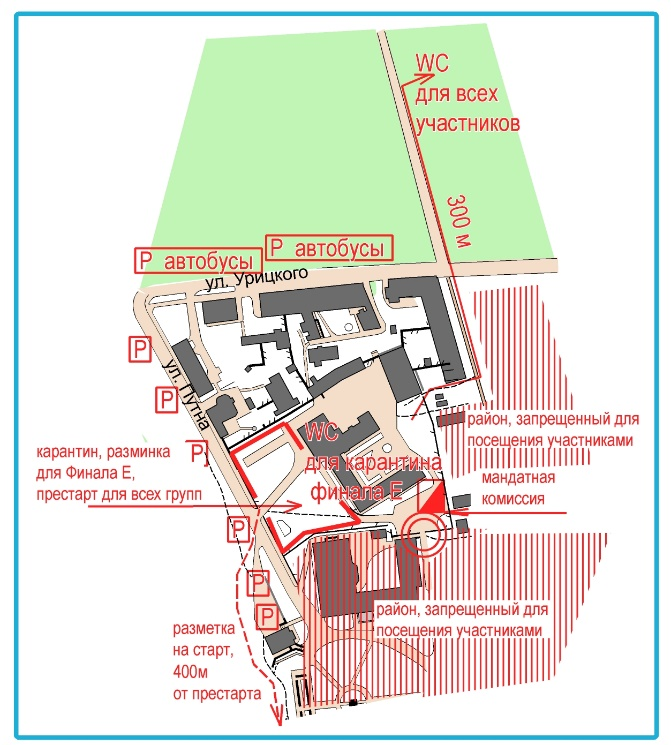 WC
для всех
участников
300 м
P автобусы
P автобусы
ул. Урицкого
P
ул. Путна
P
район, запрещенный для
посещения участниками
WC
для карантина
финала Е
P
карантин, разминка
для Финала Е,
престарт для всех групп
мандатная
комиссия
P
P
P
район, запрещенный для
посещения участниками
разметка
на старт,
400м
от престарта